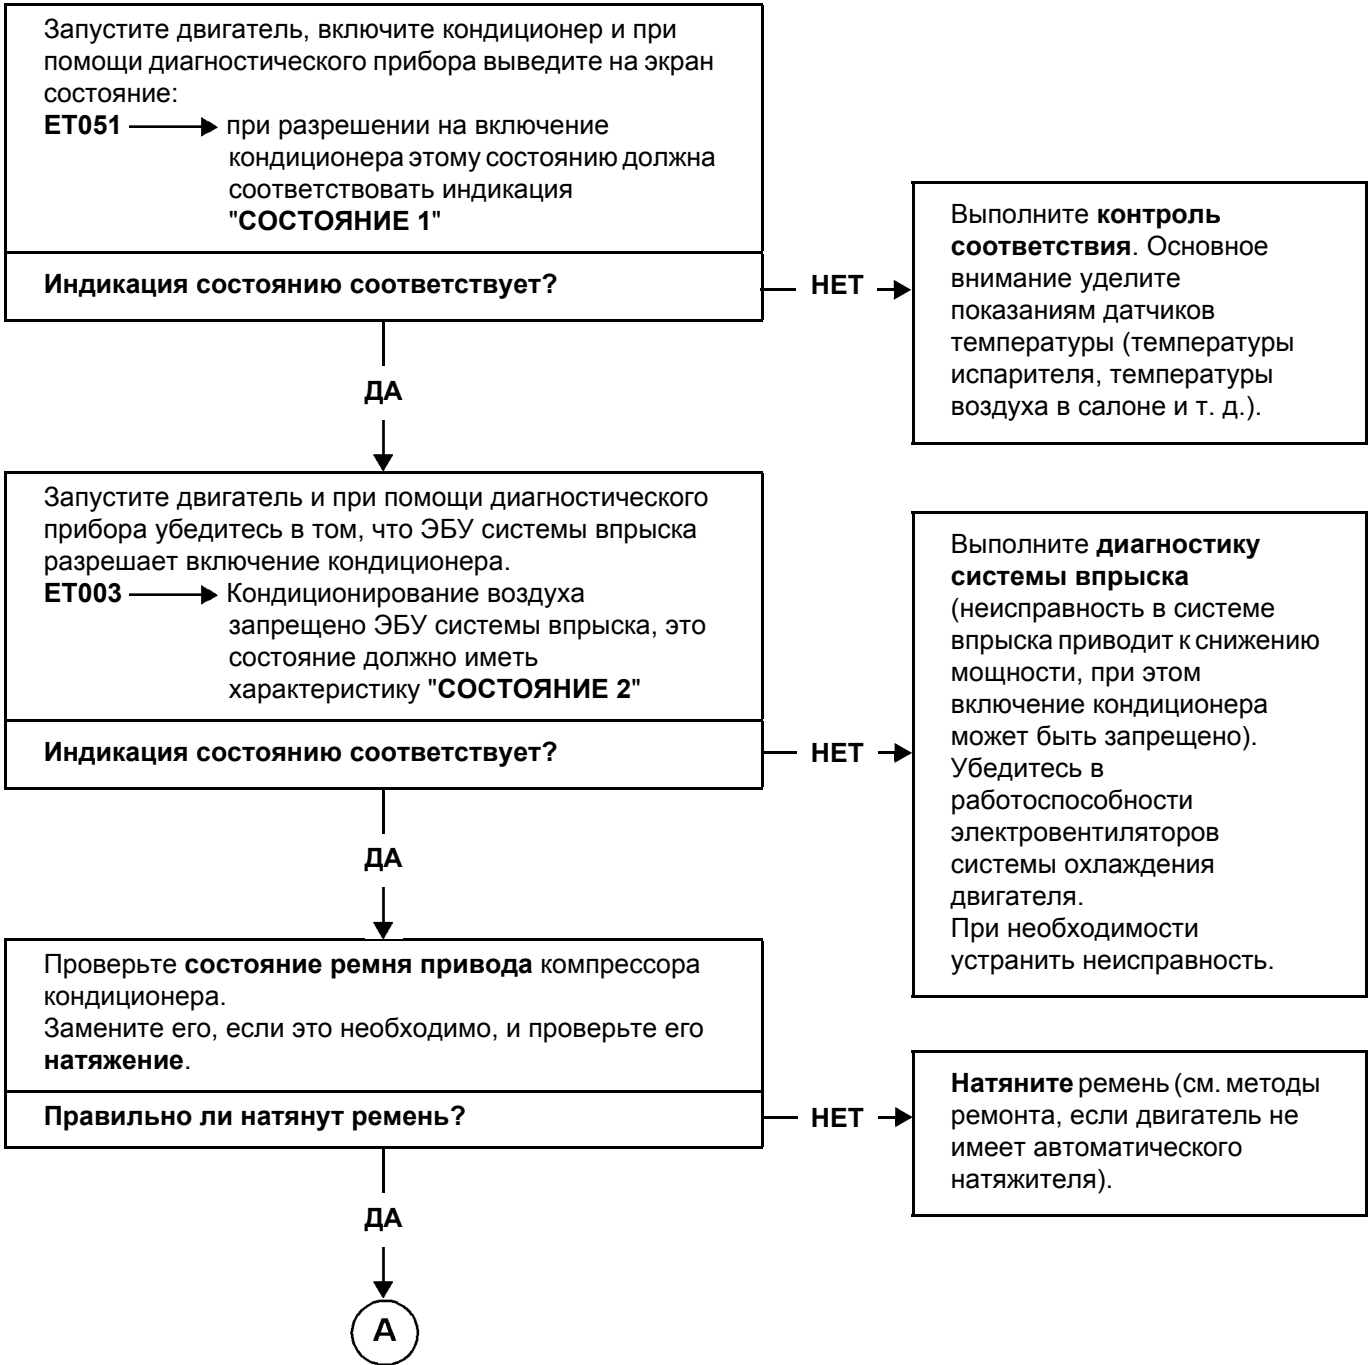 Запустите двигатель, включите кондиционер и при
помощи диагностического прибора выведите на экран
состояние:
ET051 при разрешении на включение
кондиционера этому состоянию должна
соответствовать индикация
"СОСТОЯНИЕ 1"
Индикация состоянию соответствует?
НЕТ
Выполните контроль
соответствия. Основное
внимание уделите
показаниям датчиков
температуры (температуры
испарителя, температуры
воздуха в салоне и т. д.).
ДА
Запустите двигатель и при помощи диагностического
прибора убедитесь в том, что ЭБУ системы впрыска
разрешает включение кондиционера.
ET003 Кондиционирование воздуха
запрещено ЭБУ системы впрыска, это
состояние должно иметь
характеристику "СОСТОЯНИЕ 2"
Индикация состоянию соответствует?
НЕТ
Выполните диагностику
системы впрыска
(неисправность в системе
впрыска приводит к снижению
мощности, при этом
включение кондиционера
может быть запрещено).
Убедитесь в
работоспособности
электровентиляторов
системы охлаждения
двигателя.
При необходимости
устранить неисправность.
ДА
Проверьте состояние ремня привода компрессора
кондиционера.
Замените его, если это необходимо, и проверьте его
натяжение.
Правильно ли натянут ремень?
НЕТ
Натяните ремень (см. методы
ремонта, если двигатель не
имеет автоматического
натяжителя).
ДА
A